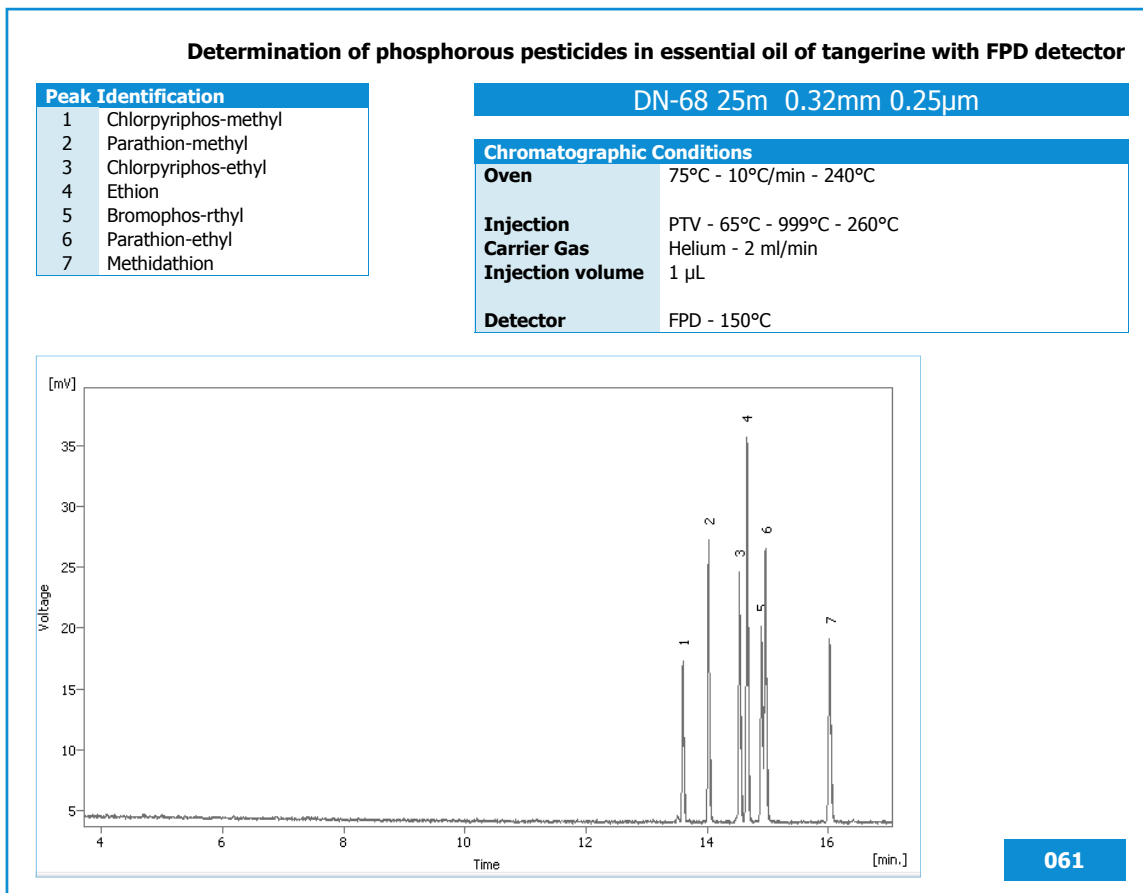 Determination of phosphorous pesticides in essential oil of tangerine with FPD detector
Peak Identification
1 Chlorpyriphos-methyl
2 Parathion-methyl
3 Chlorpyriphos-ethyl
4 Ethion
5 Bromophos-rthyl
6 Parathion-ethyl
7 Methidathion
DN-68 25m 0.32mm 0.25µm
Chromatographic Conditions
Oven 75°C - 10°C/min - 240°C
Injection PTV - 65°C - 999°C - 260°C
Carrier Gas Helium - 2 ml/min
Injection volume 1 µL
Detector FPD - 150°C
[mV]
35
30
25
20
15
10
5
Voltage
1
2
3
4
5
6
7
4 6 8 10 12 14 16
Time
[min.]
061